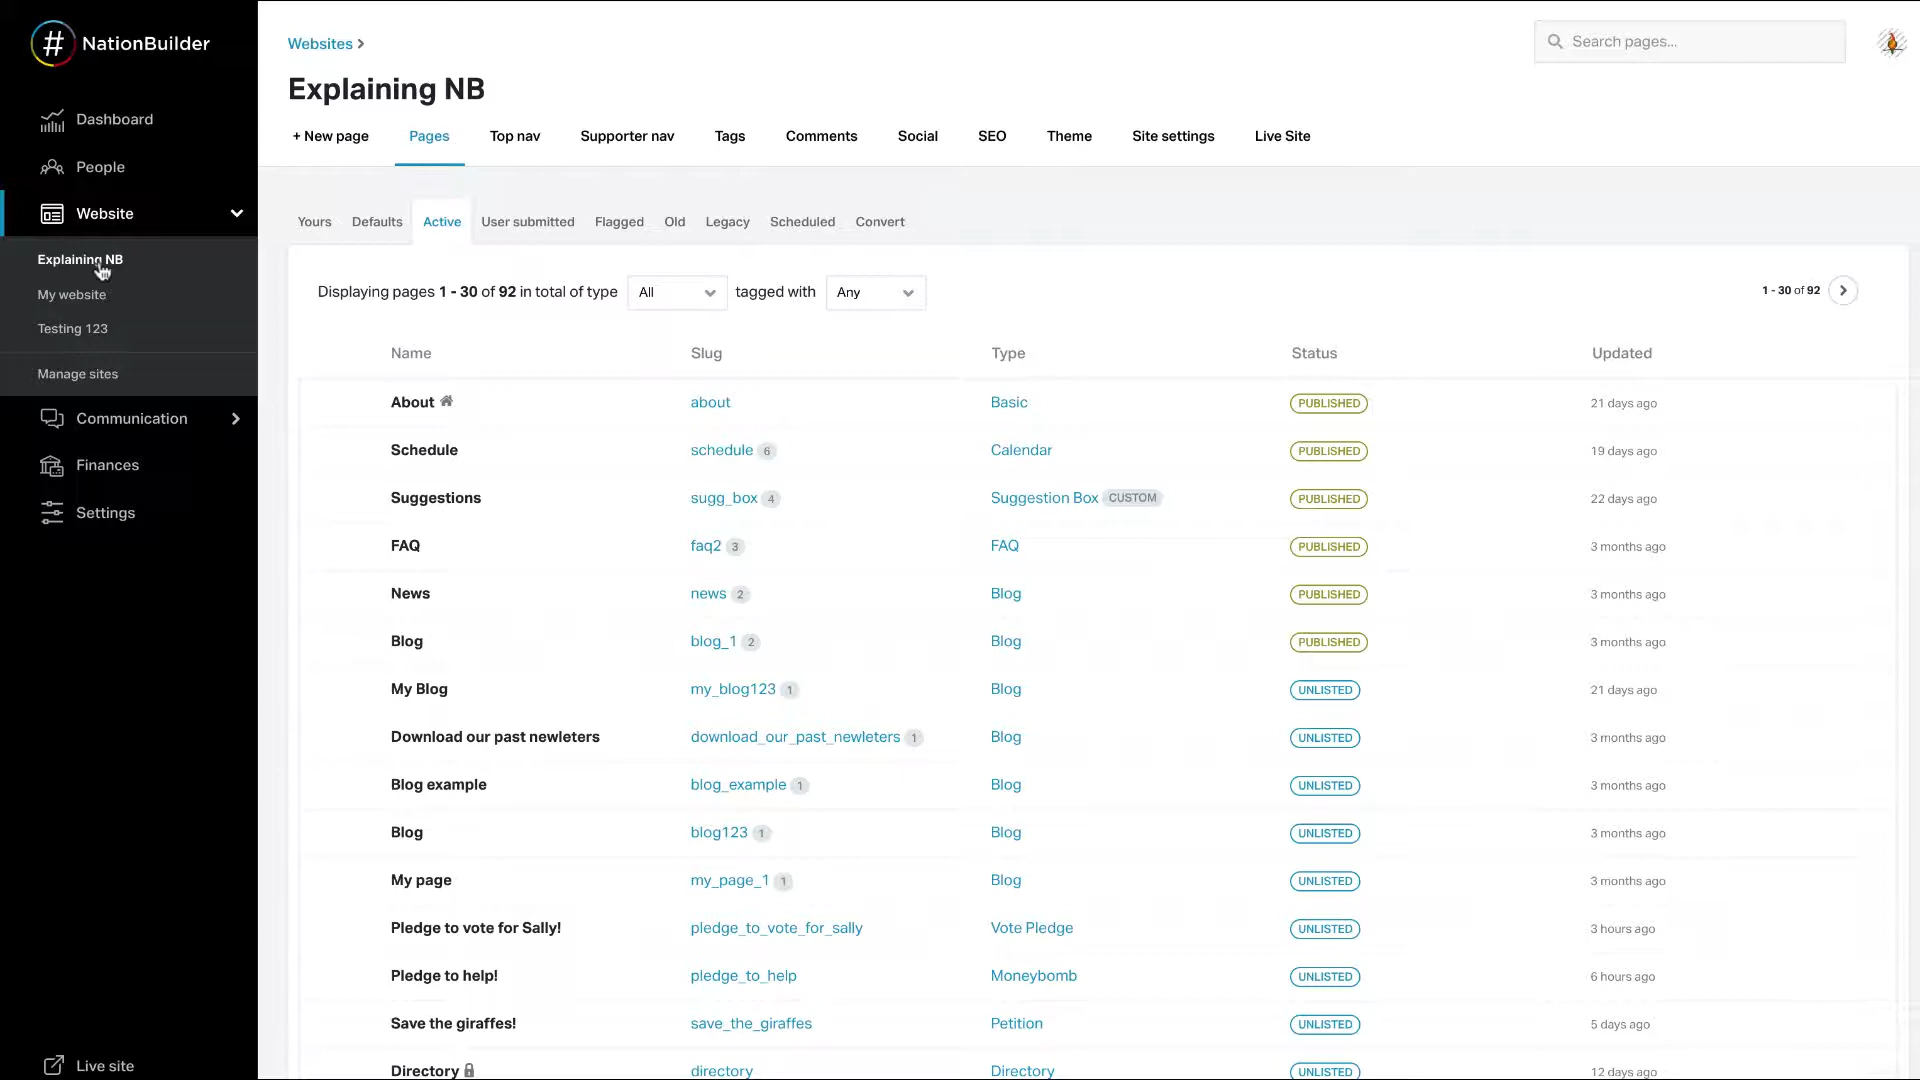 # NationBuilder
Dashboard
People
Website
Explaining NB
My website
Testing 123
Manage sites
Communication
Finances
Settings
Live site
Websites >
Search pages...
Explaining NB
+ New page Pages Top nav Supporter nav Tags Comments Social SEO Theme Site settings Live Site
Yours Defaults Active User submitted Flagged Old Legacy Scheduled Convert
Displaying pages 1 - 30 of 92 in total of type All tagged with Any 1 - 30 of 92
Name Slug Type Status Updated
About about Basic PUBLISHED 21 days ago
Schedule schedule 6 Calendar PUBLISHED 19 days ago
Suggestions sugg_box 4 Suggestion Box CUSTOM PUBLISHED 22 days ago
FAQ faq2 3 FAQ PUBLISHED 3 months ago
News news 2 Blog PUBLISHED 3 months ago
Blog blog_1 2 Blog PUBLISHED 3 months ago
My Blog my_blog123 1 Blog UNLISTED 21 days ago
Download our past newleters download_our_past_newleters 1 Blog UNLISTED 3 months ago
Blog example blog_example 1 Blog UNLISTED 3 months ago
Blog blog123 1 Blog UNLISTED 3 months ago
My page my_page_1 1 Blog UNLISTED 3 months ago
Pledge to vote for Sally! pledge_to_vote_for_sally Vote Pledge UNLISTED 3 hours ago
Pledge to help! pledge_to_help Moneybomb UNLISTED 6 hours ago
Save the giraffes! save_the_giraffes Petition UNLISTED 5 days ago
Directory directory Directory UNLISTED 12 days ago